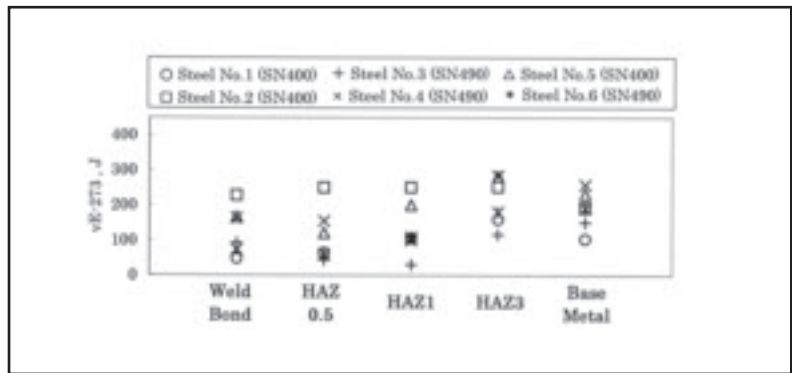 ○ Steel No.1 (SN400) + Steel No.3 (SN490) △ Steel No.5 (SN400)
□ Steel No.2 (SN400) × Steel No.4 (SN490) * Steel No.6 (SN490)
vE-273, J
400
300
200
100
0
Weld Bond
HAZ 0.5
HAZ1
HAZ3
Base Metal